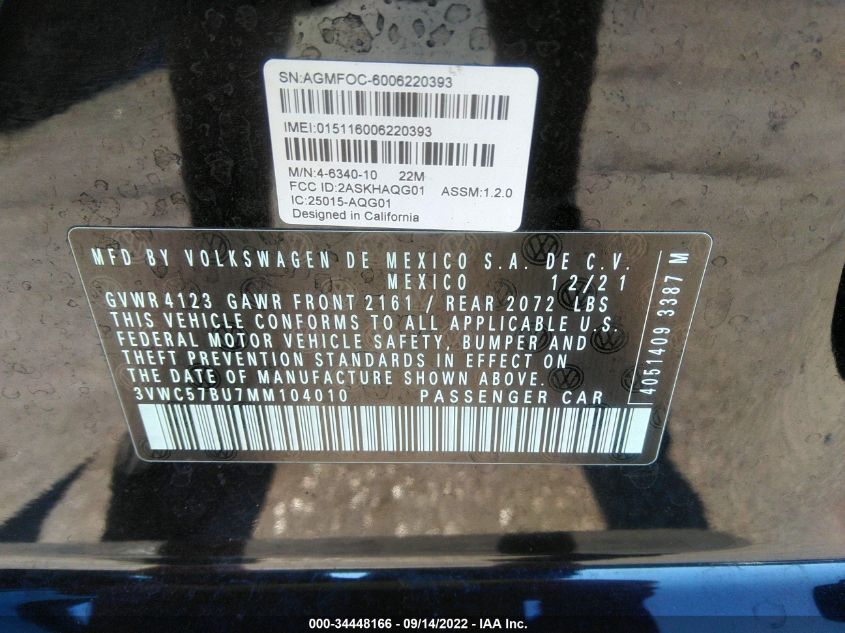 SN:AGMFOC-6006220393
IMEI:015116006220393
M/N:4-6340-10 22M
FCC ID:2ASKHAQG01 ASSM:1.2.0
IC:25015-AQG01
Designed in California
MFD BY VOLKSWAGEN DE MEXICO S.A. DE C.V.
MEXICO 12/21
GVWR4123 GAWR FRONT 2161 / REAR 2072 LBS
THIS VEHICLE CONFORMS TO ALL APPLICABLE U.S.
FEDERAL MOTOR VEHICLE SAFETY, BUMPER AND
THEFT PREVENTION STANDARDS IN EFFECT ON
THE DATE OF MANUFACTURE SHOWN ABOVE.
3VWC57BU7MM104010 PASSENGER CAR
4051409 3387 M
000-34448166 - 09/14/2022 - IAA Inc.